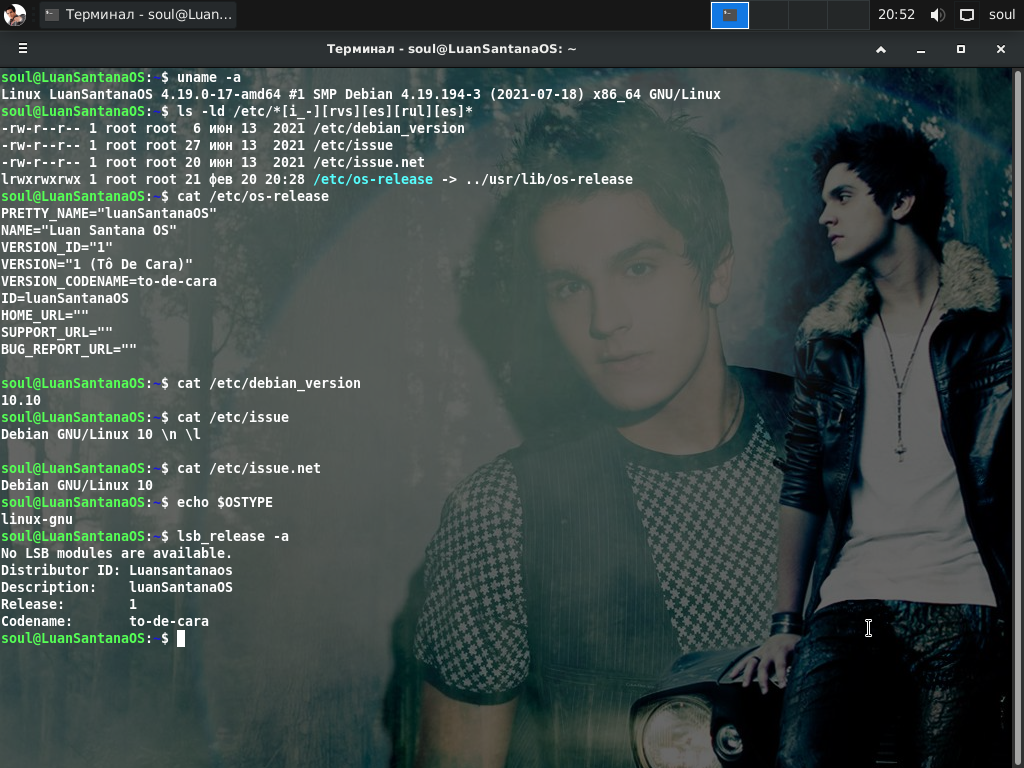 Терминал - soul@Luan...
20:52
soul
Терминал - soul@LuanSantanaOS: ~
soul@LuanSantanaOS:~$ uname -a
Linux LuanSantanaOS 4.19.0-17-amd64 #1 SMP Debian 4.19.194-3 (2021-07-18) x86_64 GNU/Linux
soul@LuanSantanaOS:~$ ls -ld /etc/*[i_-][rvs][es][rul][es]*
-rw-r--r-- 1 root root  6 июн 13  2021 /etc/debian_version
-rw-r--r-- 1 root root 27 июн 13  2021 /etc/issue
-rw-r--r-- 1 root root 20 июн 13  2021 /etc/issue.net
lrwxrwxrwx 1 root root 21 фев 20 20:28 /etc/os-release -> ../usr/lib/os-release
soul@LuanSantanaOS:~$ cat /etc/os-release
PRETTY_NAME="luanSantanaOS"
NAME="Luan Santana OS"
VERSION_ID="1"
VERSION="1 (Tô De Cara)"
VERSION_CODENAME=to-de-cara
ID=luanSantanaOS
HOME_URL=""
SUPPORT_URL=""
BUG_REPORT_URL=""
soul@LuanSantanaOS:~$ cat /etc/debian_version
10.10
soul@LuanSantanaOS:~$ cat /etc/issue
Debian GNU/Linux 10 \n \l
soul@LuanSantanaOS:~$ cat /etc/issue.net
Debian GNU/Linux 10
soul@LuanSantanaOS:~$ echo $OSTYPE
linux-gnu
soul@LuanSantanaOS:~$ lsb_release -a
No LSB modules are available.
Distributor ID: Luansantanaos
Description:    luanSantanaOS
Release:        1
Codename:       to-de-cara
soul@LuanSantanaOS:~$